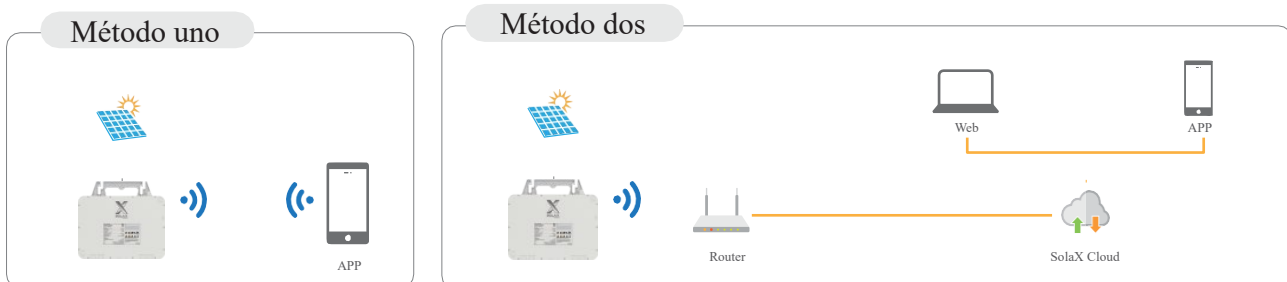 Método uno
Método dos
Web
APP
Router
SolaX Cloud
APP